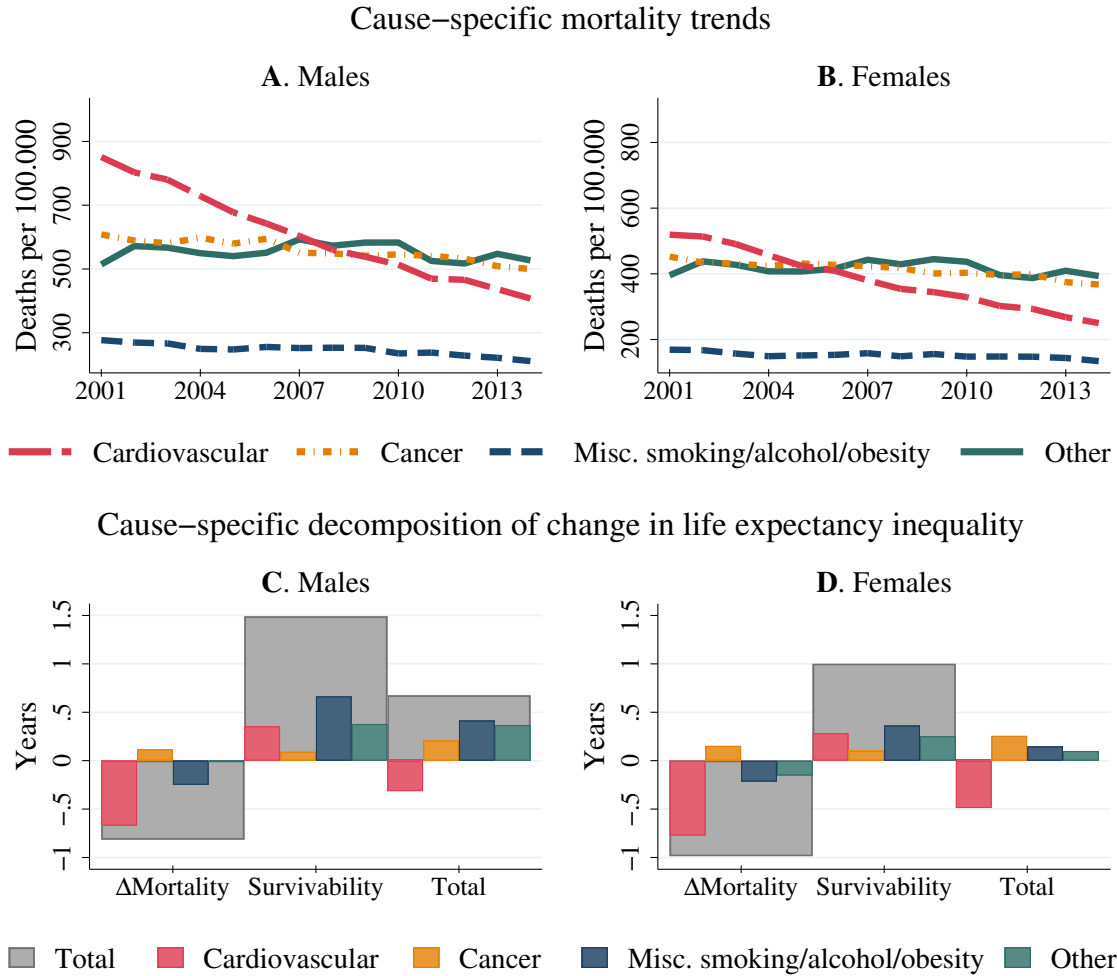 Cause−specific mortality trends
A. Males
B. Females
Deaths per 100.000
900
700
500
300
2001 2004 2007 2010 2013
Deaths per 100.000
800
600
400
200
2001 2004 2007 2010 2013
Cardiovascular Cancer Misc. smoking/alcohol/obesity Other
Cause−specific decomposition of change in life expectancy inequality
C. Males
D. Females
Years
1.5
1
.5
0
−.5
−1
ΔMortality Survivability Total
Years
1.5
1
.5
0
−.5
−1
ΔMortality Survivability Total
Total Cardiovascular Cancer Misc. smoking/alcohol/obesity Other